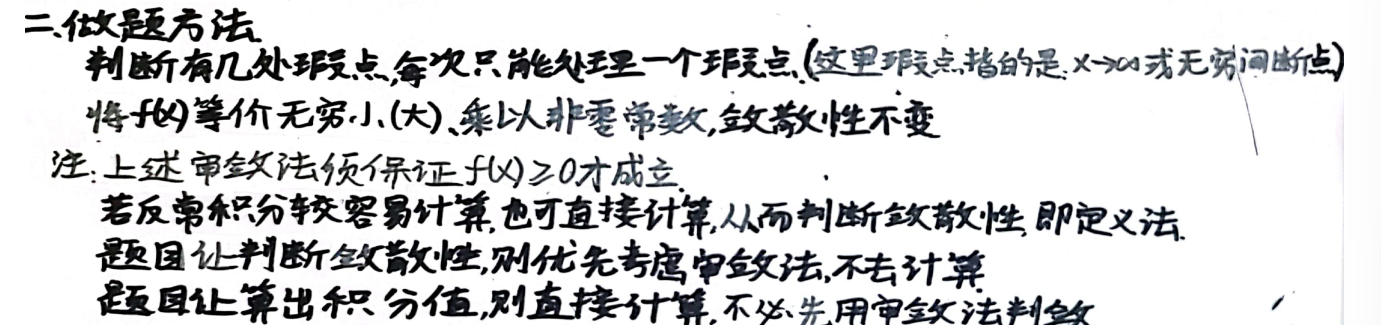 二、做题方法.
判断有几处瑕点,每次只能处理一个瑕点.(这里瑕点指的是x→∞或无穷间断点)
将f(x)等价无穷小(大)、乘以非零常数,敛散性不变
注:上述审敛法须保证f(x)≥0才成立.
若反常积分较容易计算,也可直接计算,从而判断敛散性,即定义法.
题目让判断敛散性,则优先考虑审敛法,不去计算
题目让算出积分值,则直接计算,不必先用审敛法判敛